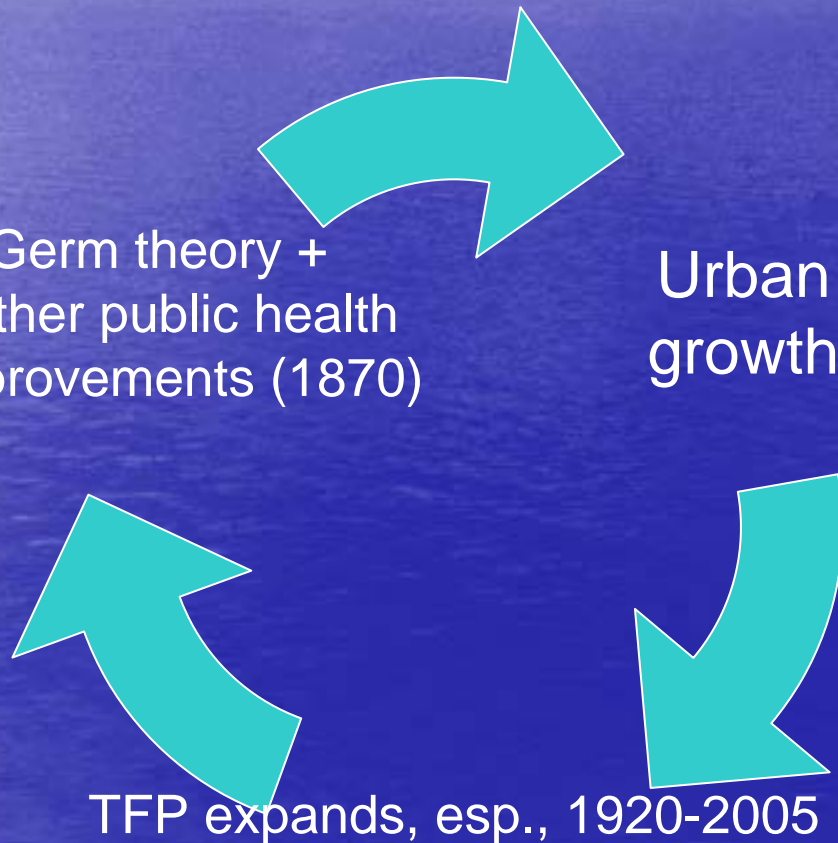 Germ theory +
ther public health
provements (1870)
Urban
growth
TFP expands, esp., 1920-2005